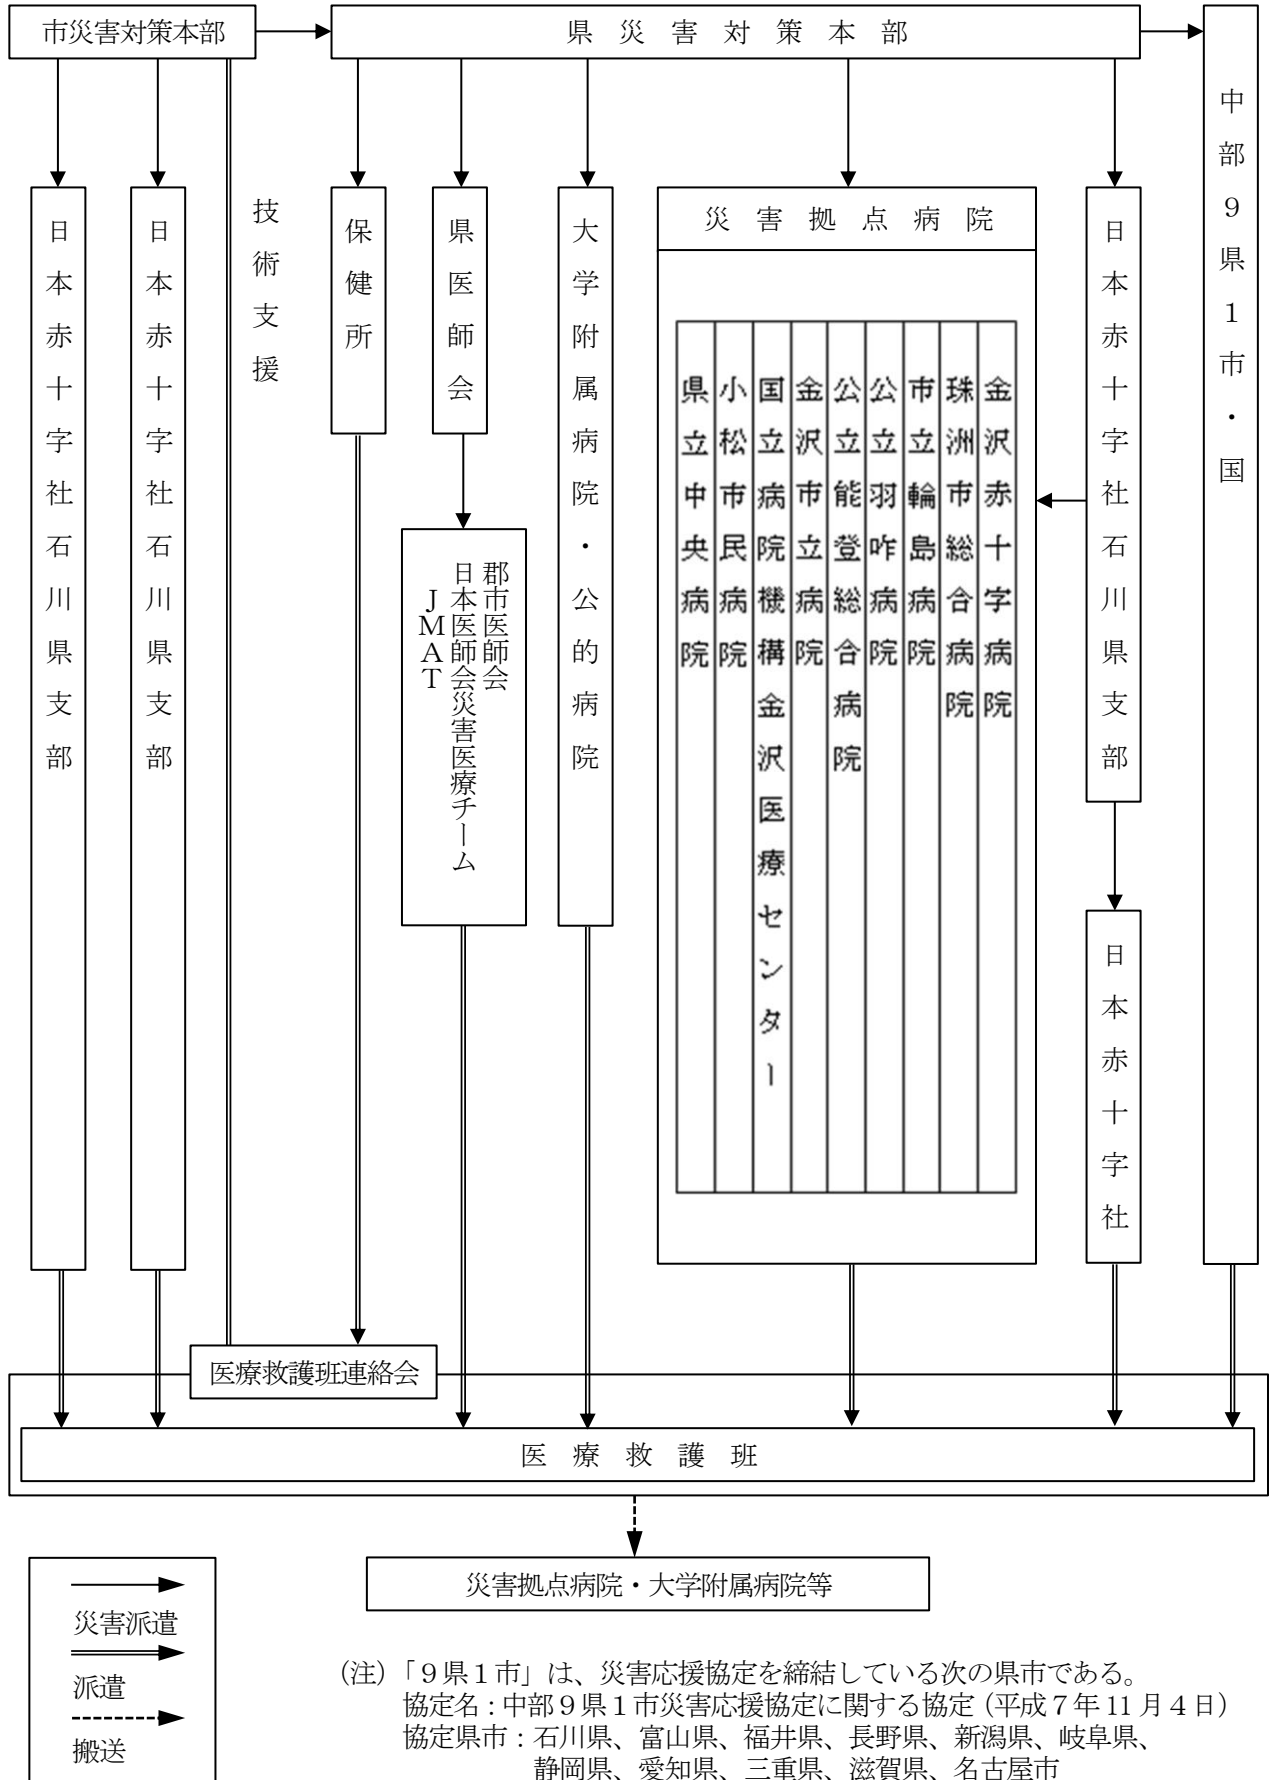 市災害対策本部
県災害対策本部
中部9県1市・国
日本赤十字社石川県支部
日本赤十字社石川県支部
技術支援
保健所
県医師会
大学附属病院・公的病院
災害拠点病院
日本赤十字社石川県支部
県立中央病院
小松市民病院
国立病院機構金沢医療センター
金沢市立病院
公立能登総合病院
公立羽咋病院
市立輪島病院
珠洲市総合病院
金沢赤十字病院
郡市医師会
日本医師会災害医療チーム
JMAT
日本赤十字社
医療救護班連絡会
医療救護班
災害拠点病院・大学附属病院等
災害派遣
派遣
搬送
(注)「9県1市」は、災害応援協定を締結している次の県市である。
協定名:中部9県1市災害応援協定に関する協定(平成7年11月4日)
協定県市:石川県、富山県、福井県、長野県、新潟県、岐阜県、
静岡県、愛知県、三重県、滋賀県、名古屋市